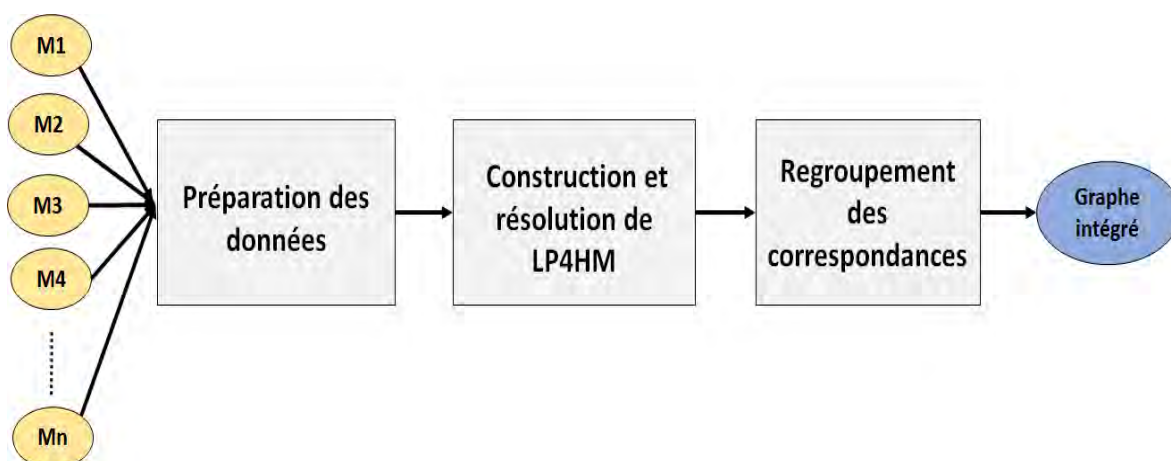 M1
M2
M3
M4
Mn
Préparation des
données
Construction et
résolution de
LP4HM
Regroupement
des
correspondances
Graphe
intégré